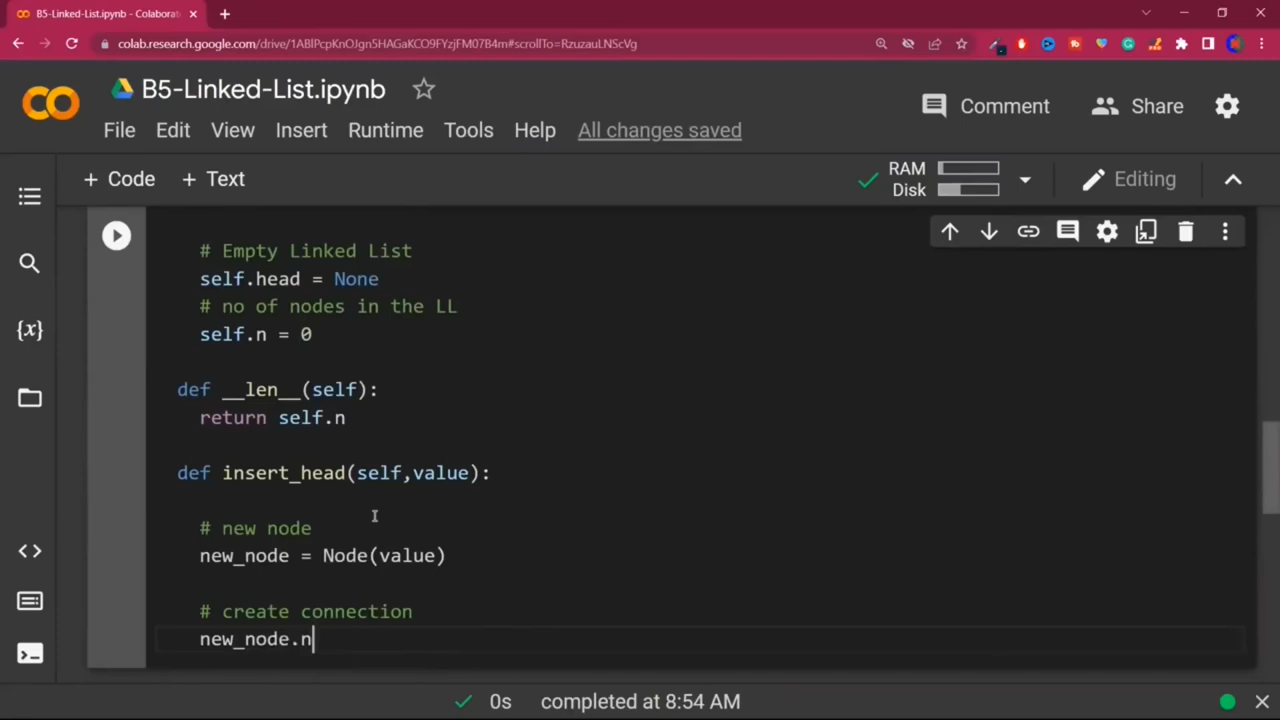 B5-Linked-List.ipynb - Colaborat
colab.research.google.com/drive/1ABlPcpKnOJgn5HAGaKCO9FYzjFM07B4m#scrollTo=RzuzauLNScVg
B5-Linked-List.ipynb
Comment
Share
File Edit View Insert Runtime Tools Help All changes saved
+ Code + Text
RAM
Disk
Editing
# Empty Linked List
self.head = None
# no of nodes in the LL
self.n = 0
def __len__(self):
return self.n
def insert_head(self,value):
# new node
new_node = Node(value)
# create connection
new_node.n
{x}
0s completed at 8:54 AM